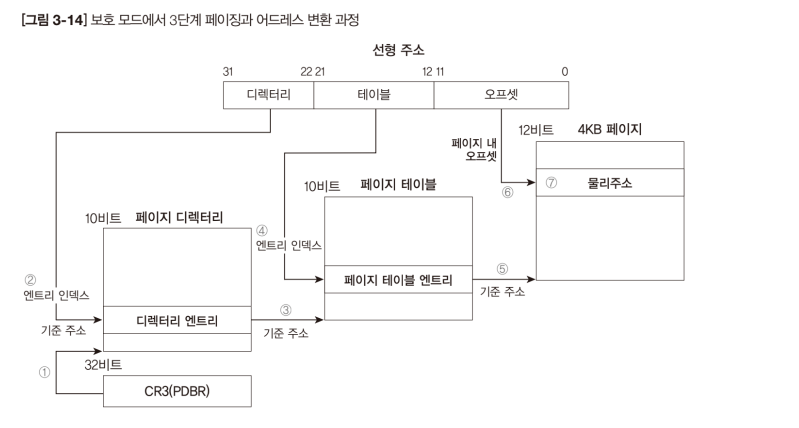 [그림 3-14] 보호 모드에서 3단계 페이징과 어드레스 변환 과정
선형 주소
31 22 21 12 11 0
디렉터리 테이블 오프셋
페이지 내
오프셋
12비트 4KB 페이지
⑥
⑦ 물리주소
10비트 페이지 테이블
④
엔트리 인덱스
페이지 테이블 엔트리
⑤
기준 주소
10비트 페이지 디렉터리
②
엔트리 인덱스
기준 주소
디렉터리 엔트리
③
기준 주소
①
32비트
CR3(PDBR)